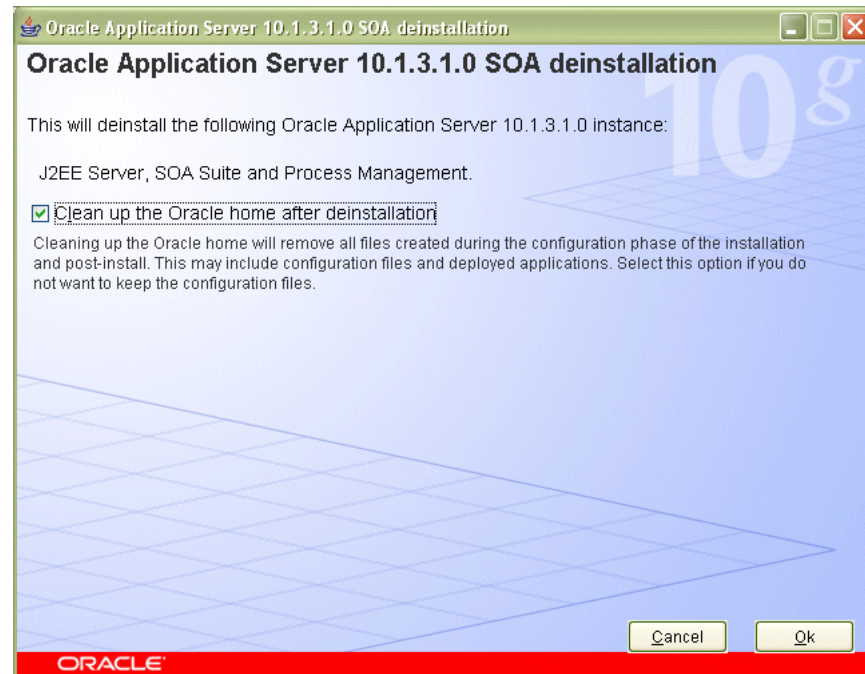 Oracle Application Server 10.1.3.1.0 SOA deinstallation
Oracle Application Server 10.1.3.1.0 SOA deinstallation
10g
This will deinstall the following Oracle Application Server 10.1.3.1.0 instance:
J2EE Server, SOA Suite and Process Management.
Clean up the Oracle home after deinstallation
Cleaning up the Oracle home will remove all files created during the configuration phase of the installation
and post-install. This may include configuration files and deployed applications. Select this option if you do
not want to keep the configuration files.
Cancel Ok
ORACLE